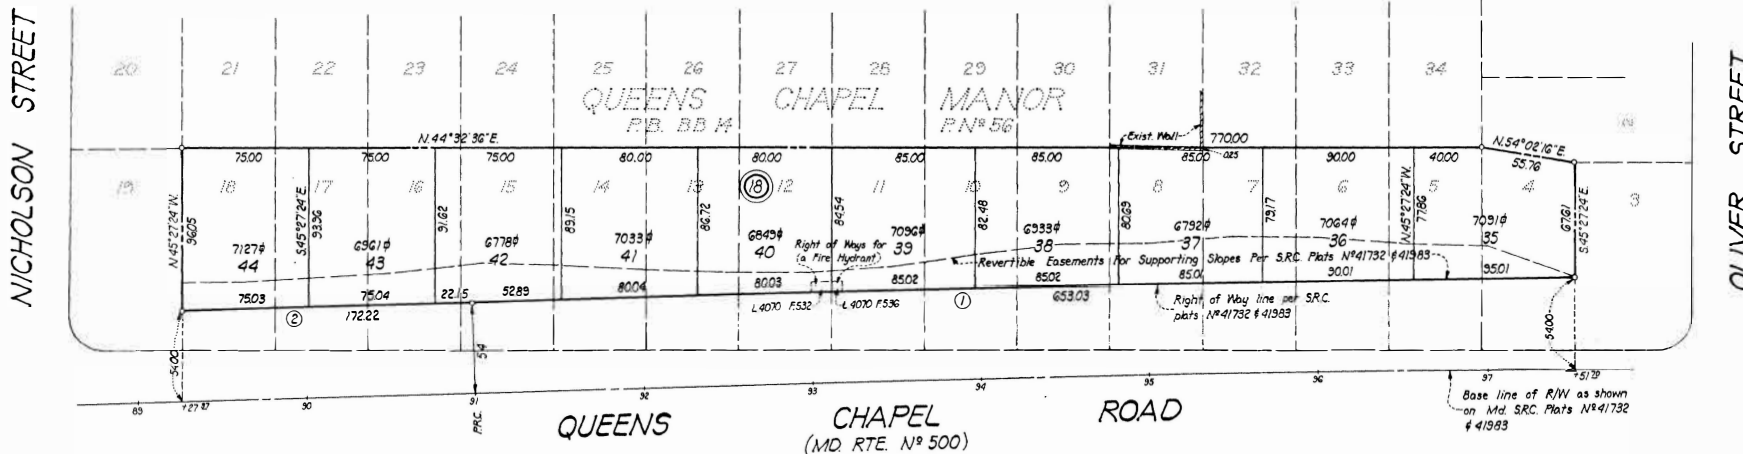 NICHOLSON STREET
OLIVER STREET
20 21 22 23 24 25 26 27 28 29 30 31 32 33 34
QUEENS CHAPEL MANOR
P.B. BB 14 P.Nº 56
N.44°32'36"E.
Exist. Wall
770.00
0.25
N.54°02'16"E.
55.76
75.00 75.00 75.00 80.00 80.00 85.00 85.00 85.00 90.00 40.00
19 18 17 16 15 14 13 18 12 11 10 9 8 7 6 5 4 3
N.45°27'24"W.
96.05
S.45°27'24"E.
93.96
91.62
89.15
86.72
84.54
82.48
80.69
79.17
N.45°27'24"W.
77.86
67.61
S.45°27'24"E.
7127⌽ 6961⌽ 6778⌽ 7033⌽ 6849⌽ 7096⌽ 6933⌽ 6792⌽ 7064⌽ 7091⌽
44 43 42 41 40 39 38 37 36 35
Right of Ways for
(a Fire Hydrant)
Revertible Easements For Supporting Slopes Per S.R.C. Plats Nº41732 & 41983
75.03 75.04 22.15 52.89 80.04 80.03 85.02 85.02 85.01 90.01 95.01
2
172.22
L.4070 F.532
L.4070 F.536
1
653.03
Right of Way line per S.R.C.
plats Nº41732 & 41983
54.00
54
54.00
89 +27.87 90 91 92 93 94 95 96 97 +51.29
P.R.C.
QUEENS CHAPEL ROAD
(MD. RTE. Nº 500)
Base line of R/W as shown
on Md. S.R.C. Plats Nº41732
& 41983